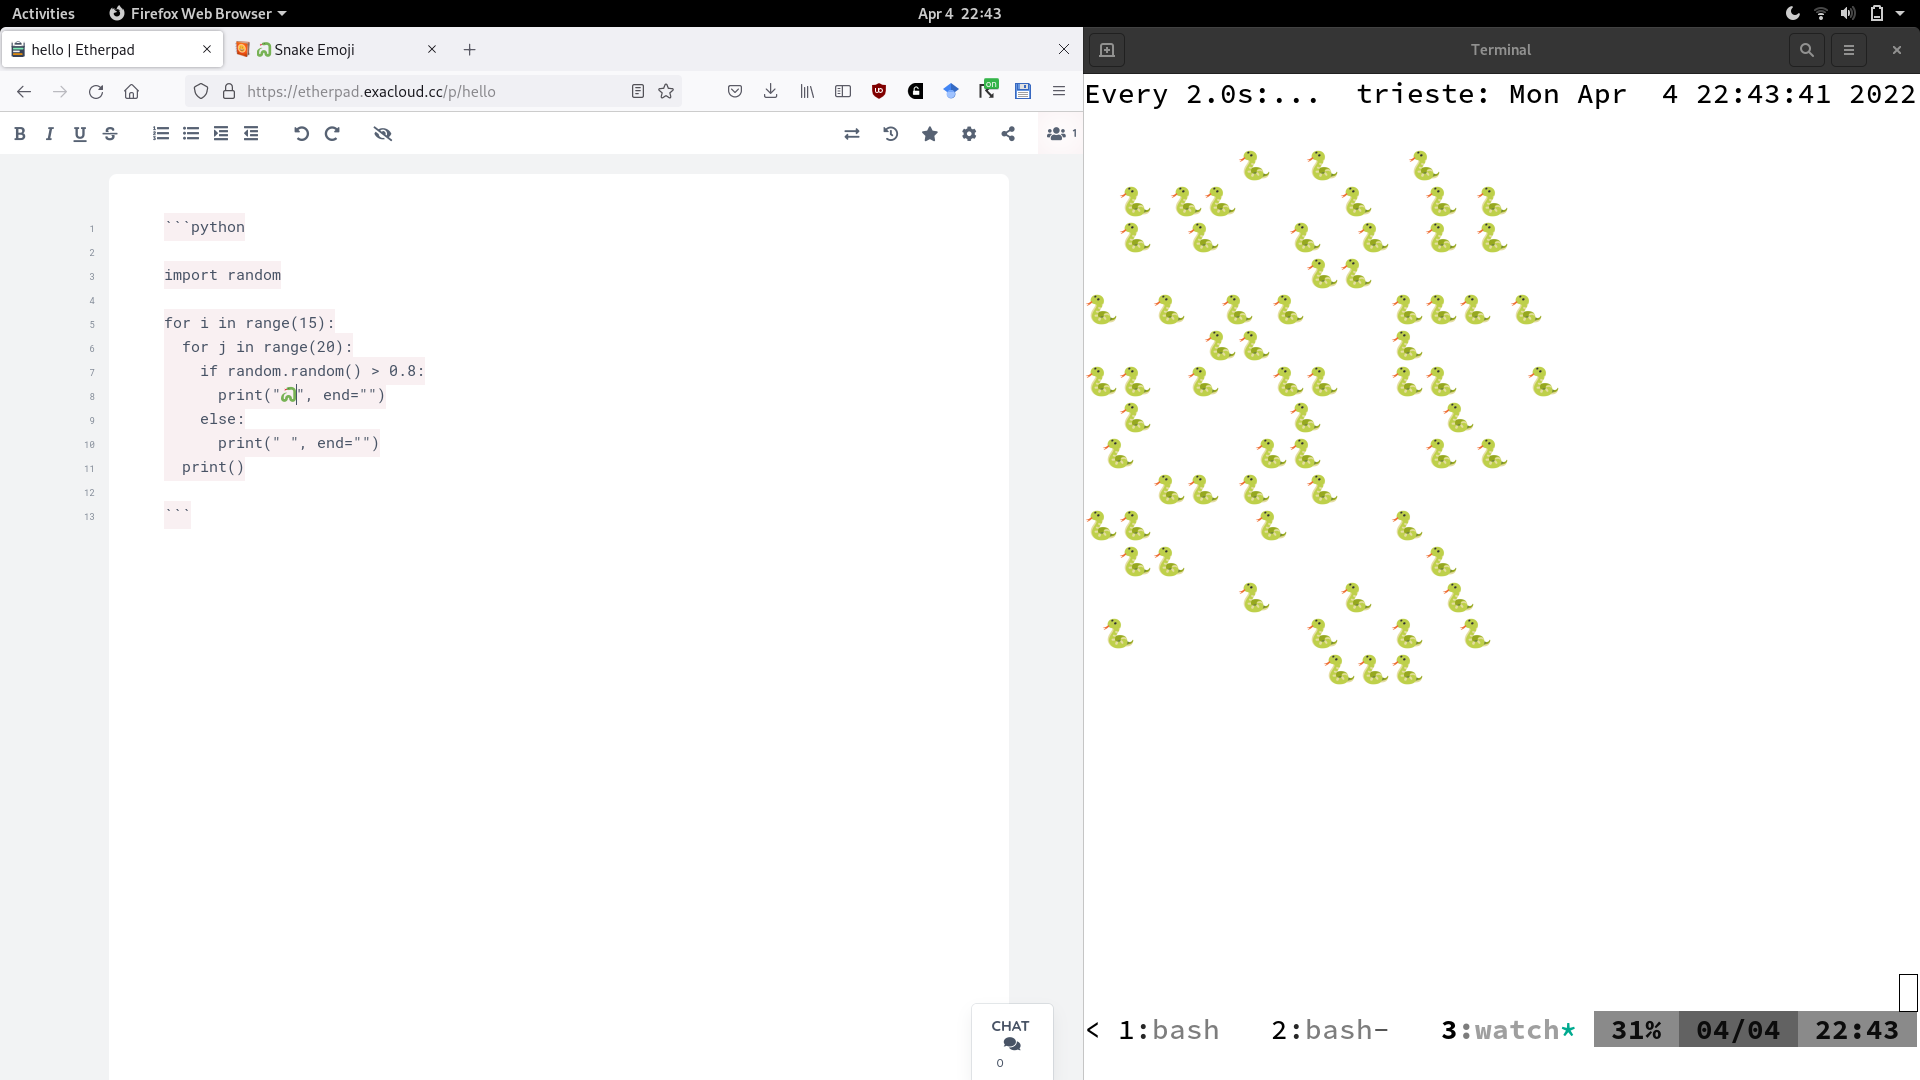 Activities Firefox Web Browser Apr 4 22:43
hello | Etherpad 🐍 Snake Emoji
https://etherpad.exacloud.cc/p/hello
on
B I U S 1
1 ```python
2
3 import random
4
5 for i in range(15):
6   for j in range(20):
7     if random.random() > 0.8:
8       print("🐍", end="")
9     else:
10       print(" ", end="")
11   print()
12
13 ```
CHAT
0
Terminal
Every 2.0s:... trieste: Mon Apr  4 22:43:41 2022
< 1:bash 2:bash- 3:watch* 31% 04/04 22:43